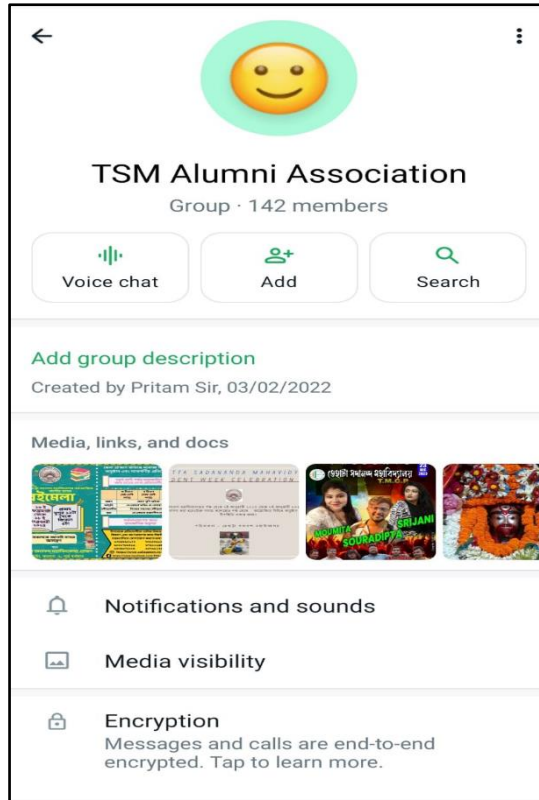 TSM Alumni Association
Group · 142 members
Voice chat
Add
Search
Add group description
Created by Pritam Sir, 03/02/2022
Media, links, and docs
বইমেলা
T.M.C.P
MOUMITA
SRIJANI
SOURADIPTA
Notifications and sounds
Media visibility
Encryption
Messages and calls are end-to-end
encrypted. Tap to learn more.